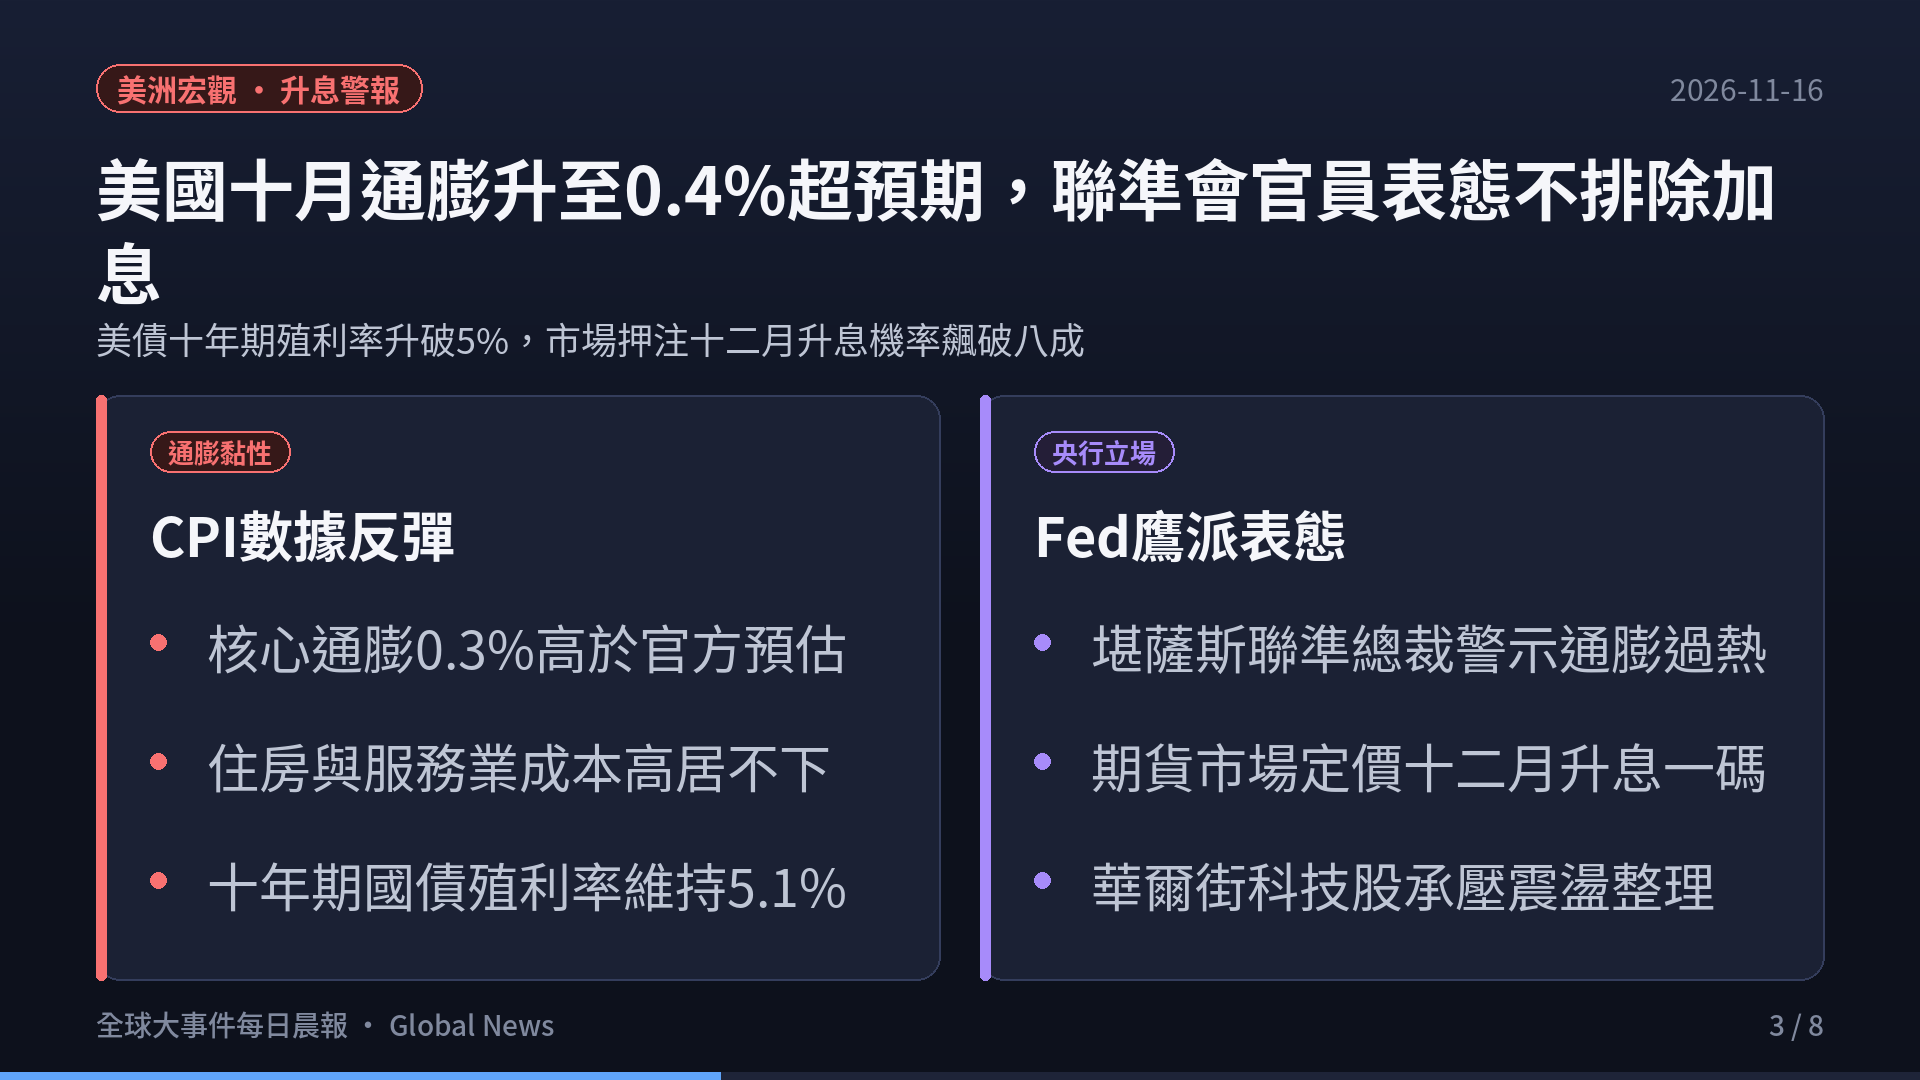 美洲宏觀 · 升息警報
2026-11-16
美國十月通膨升至0.4%超預期，聯準會官員表態不排除加
息
美債十年期殖利率升破5%，市場押注十二月升息機率飆破八成
通膨黏性
CPI數據反彈
核心通膨0.3%高於官方預估
住房與服務業成本高居不下
十年期國債殖利率維持5.1%
央行立場
Fed鷹派表態
堪薩斯聯準總裁警示通膨過熱
期貨市場定價十二月升息一碼
華爾街科技股承壓震盪整理
全球大事件每日晨報 · Global News
3 / 8